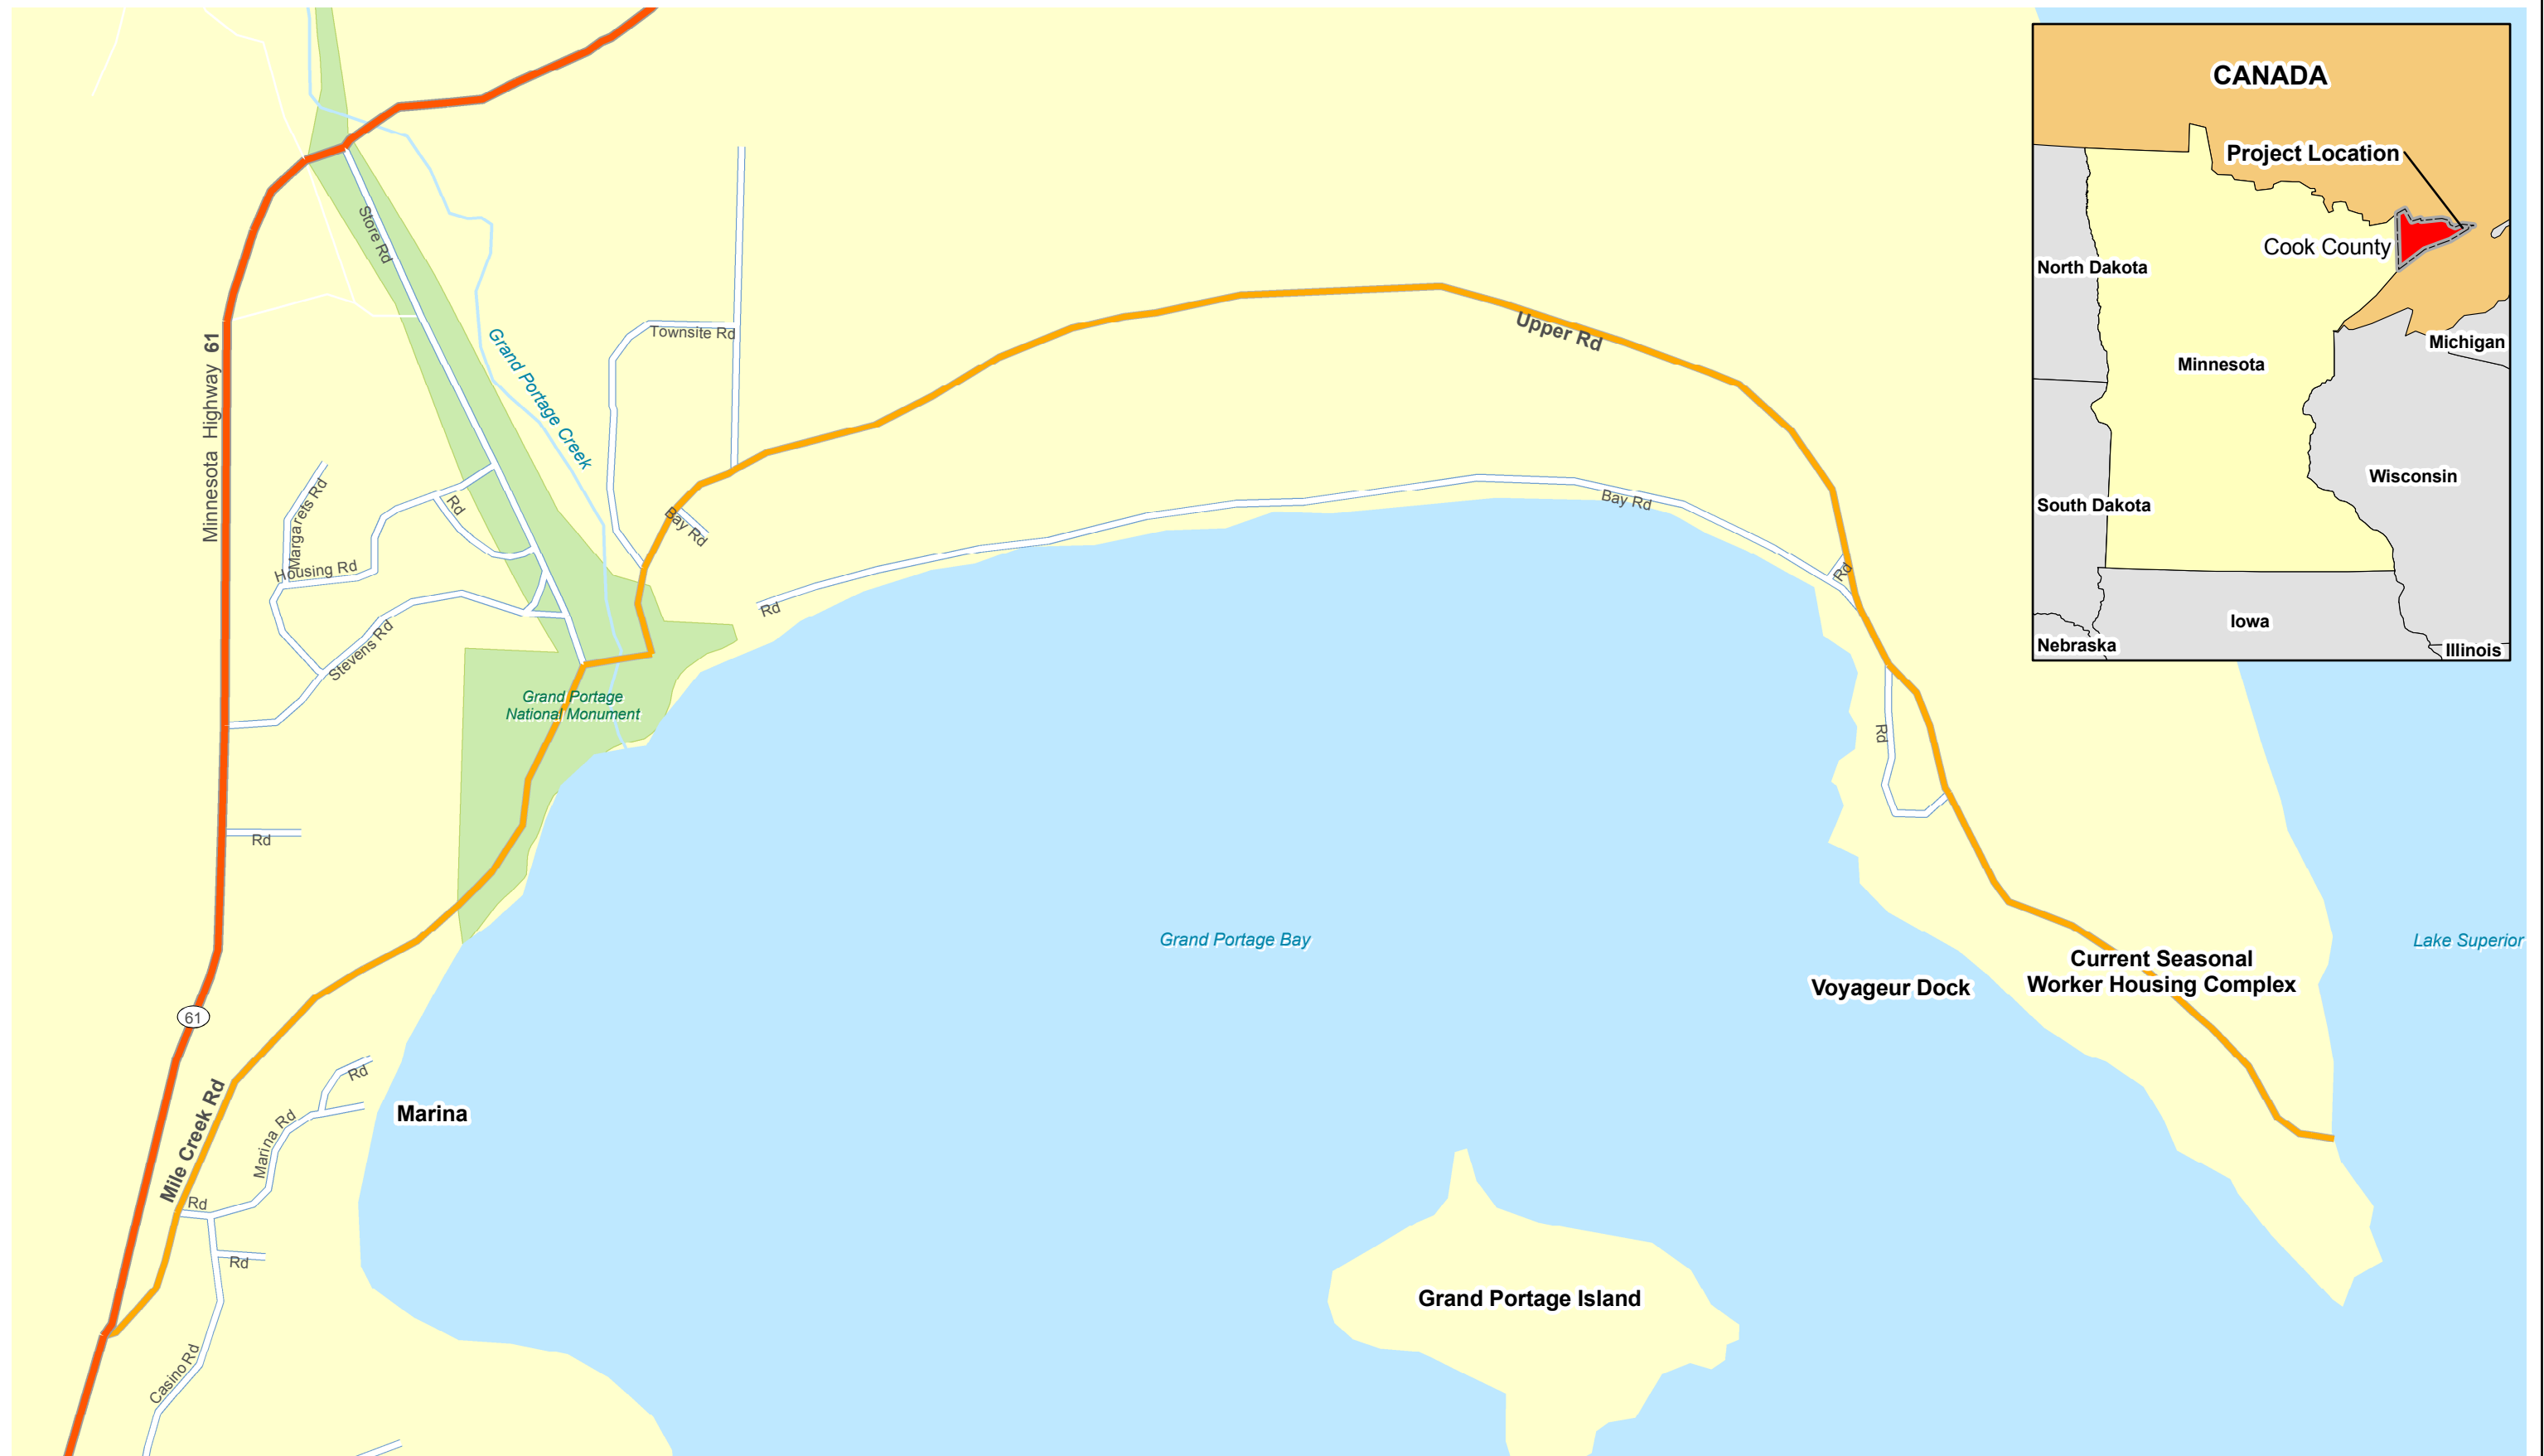 CANADA
Project Location
Cook County
North Dakota
Michigan
Minnesota
Wisconsin
South Dakota
Iowa
Nebraska
Illinois
Store Rd
Minnesota Highway 61
Grand Portage Creek
Townsite Rd
Upper Rd
Margarets Rd
Rd
Bay Rd
Bay Rd
Housing Rd
Rd
Rd
Stevens Rd
Grand Portage
National Monument
Rd
Rd
Grand Portage Bay
Lake Superior
Current Seasonal
Worker Housing Complex
Voyageur Dock
61
Rd
Marina
Mile Creek Rd
Marina Rd
Rd
Rd
Grand Portage Island
Casino Rd